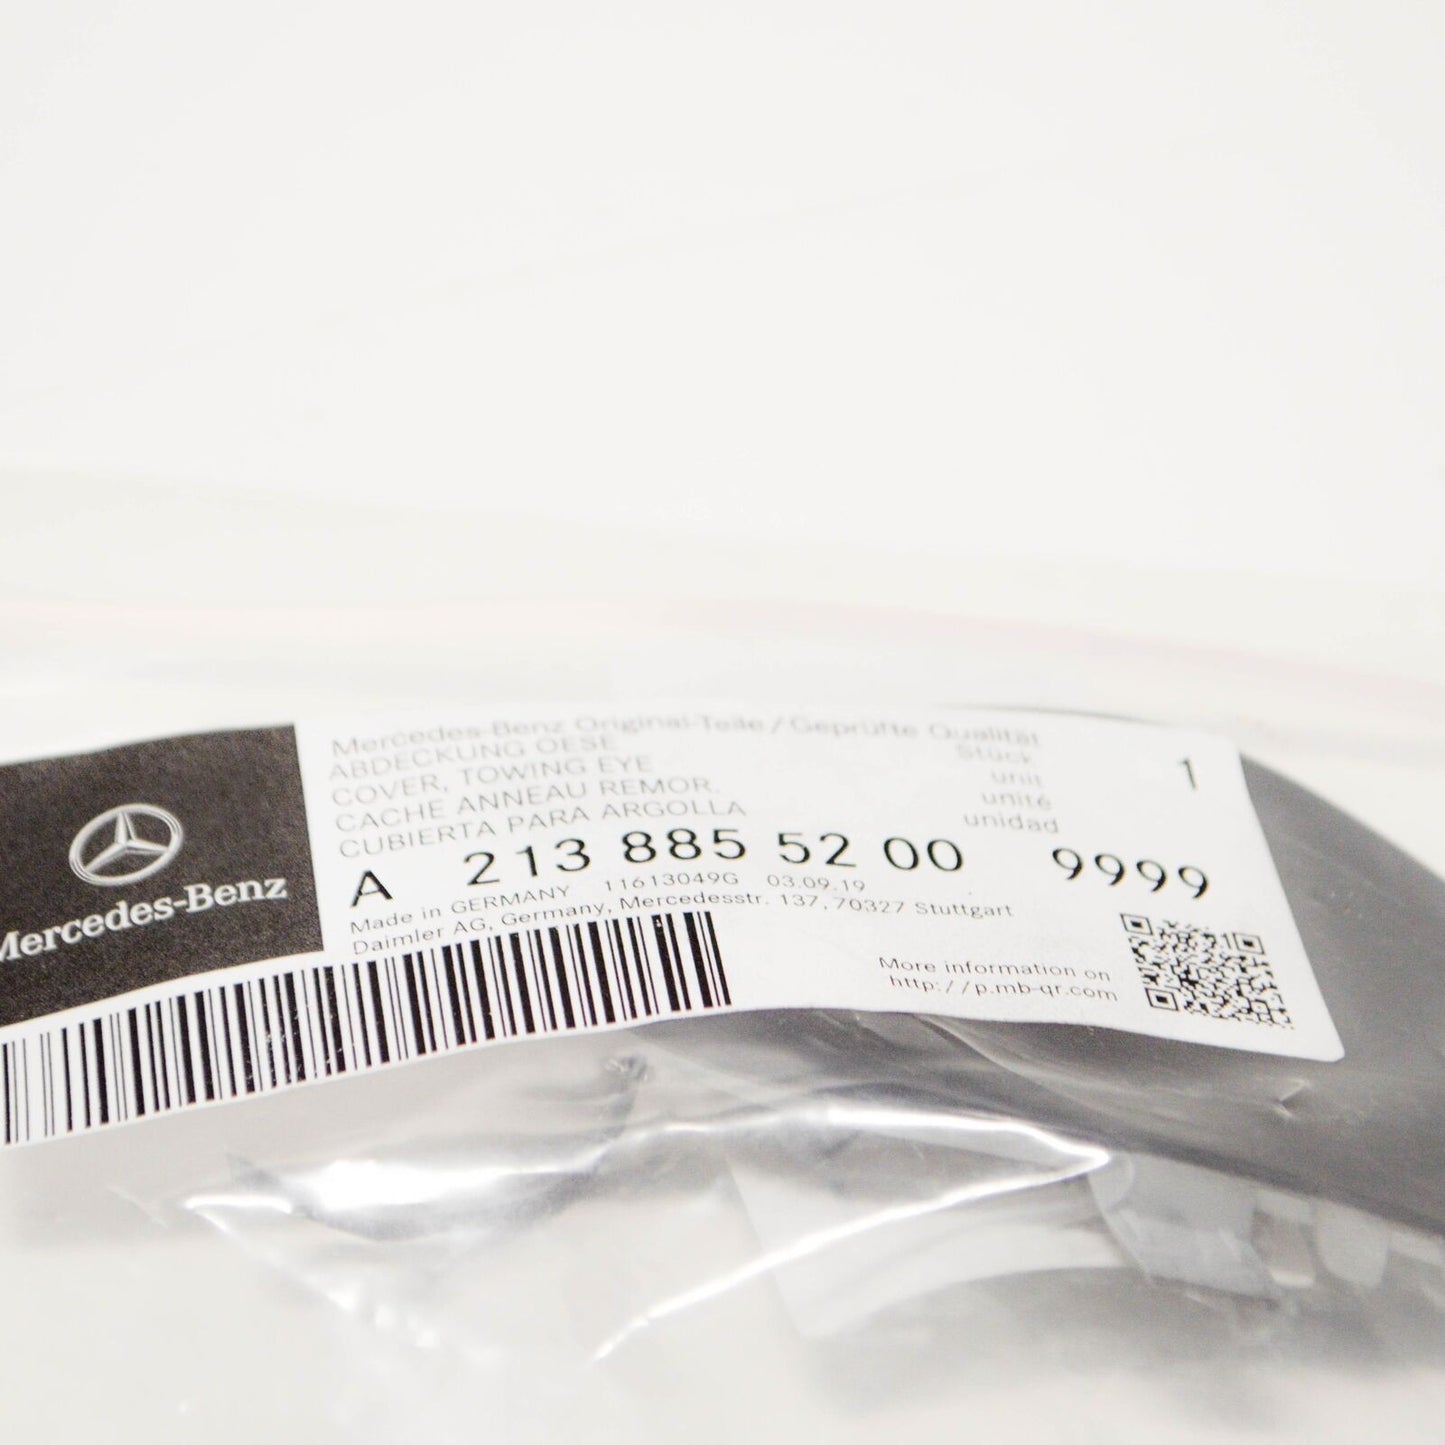 Mercedes-Benz
Mercedes-Benz Original-Teile / Geprüfte Qualität
ABDECKUNG OESE
COVER, TOWING EYE
CACHE ANNEAU REMOR.
CUBIERTA PARA ARGOLLA
Stück
unit
unité
unidad
1
A 213 885 52 00 9999
Made in GERMANY 11613049G 03.09.19
Daimler AG, Germany, Mercedesstr. 137, 70327 Stuttgart
More information on
http://p.mb-qr.com